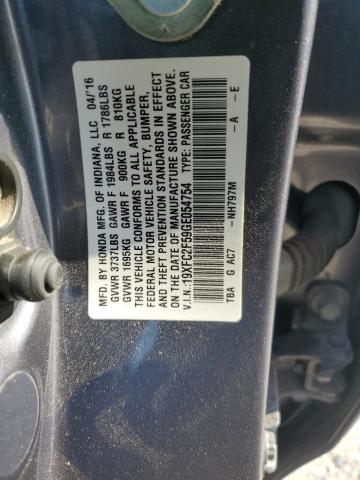 MFD. BY HONDA MFG. OF INDIANA, LLC 04/'16
GVWR 3737LBS GAWR F 1984LBS R 1786LBS
GVWR 1695KG GAWR F 900KG R 810KG
THIS VEHICLE CONFORMS TO ALL APPLICABLE
FEDERAL MOTOR VEHICLE SAFETY, BUMPER,
AND THEFT PREVENTION STANDARDS IN EFFECT
ON THE DATE OF MANUFACTURE SHOWN ABOVE.
V.I.N.:19XFC2F59GE054754 TYPE: PASSENGER CAR
TBA G AC7 —NH797M —A —E